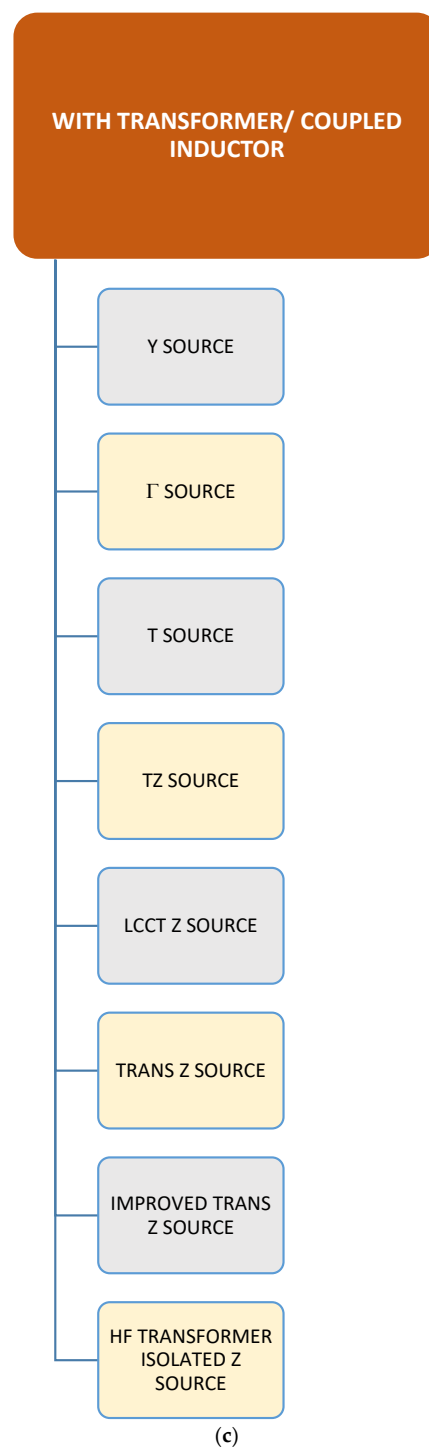 WITH TRANSFORMER/ COUPLED
INDUCTOR
Y SOURCE
Γ SOURCE
T SOURCE
TZ SOURCE
LCCT Z SOURCE
TRANS Z SOURCE
IMPROVED TRANS
Z SOURCE
HF TRANSFORMER
ISOLATED Z
SOURCE
(c)